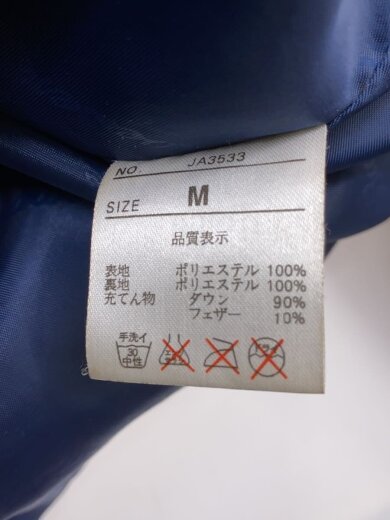 NO. JA3533
SIZE M
品質表示
表地 ポリエステル 100%
裏地 ポリエステル 100%
充てん物 ダウン 90%
フェザー 10%
手洗イ
30
中性